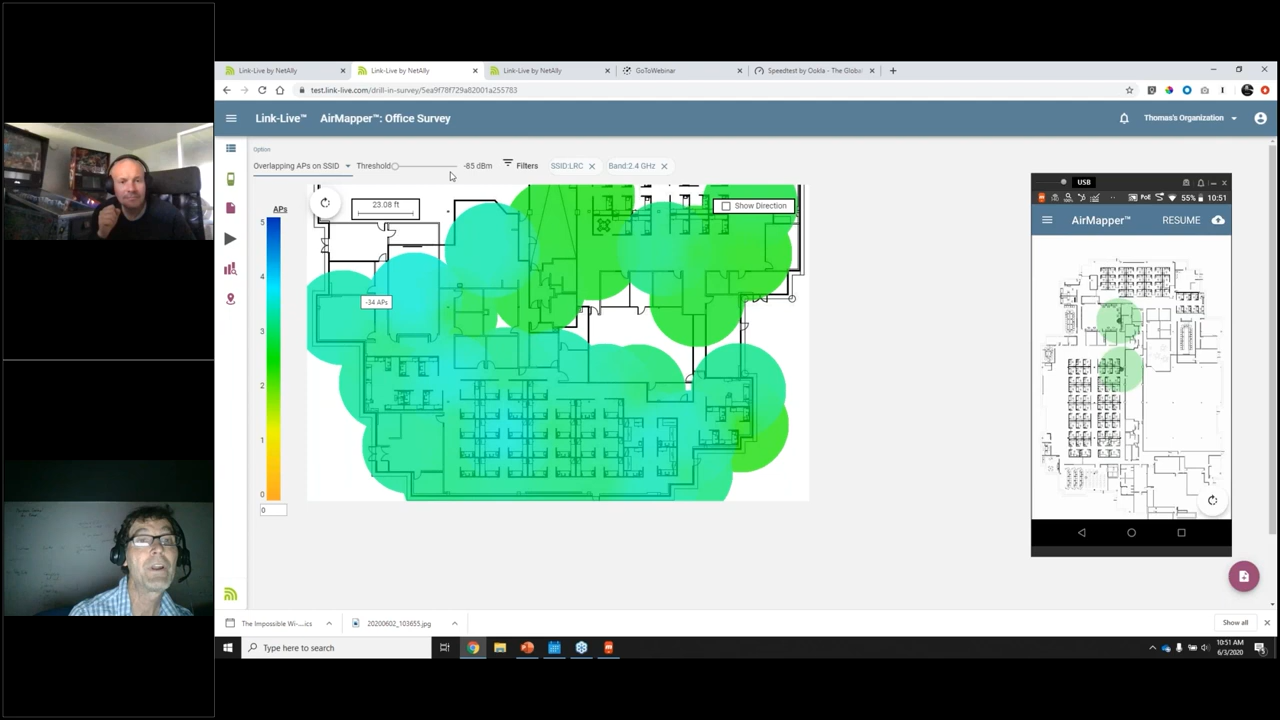 Link-Live by NetAlly
Link-Live by NetAlly
Link-Live by NetAlly
GoToWebinar
Speedtest by Ookla - The Global
test.link-live.com/drill-in-survey/5ea9f78f729a82001a255783
Link-Live™ AirMapper™: Office Survey
Thomas's Organization
Option
Overlapping APs on SSID
Threshold
-85 dBm
Filters
SSID:LRC
Band:2.4 GHz
23.08 ft
Show Direction
APs
5
4
3
2
1
0
0
-34 APs
USB
55% 10:51
AirMapper™ RESUME
The Impossible Wi-....ics
20200602_103655.jpg
Show all
Type here to search
10:51 AM
6/3/2020